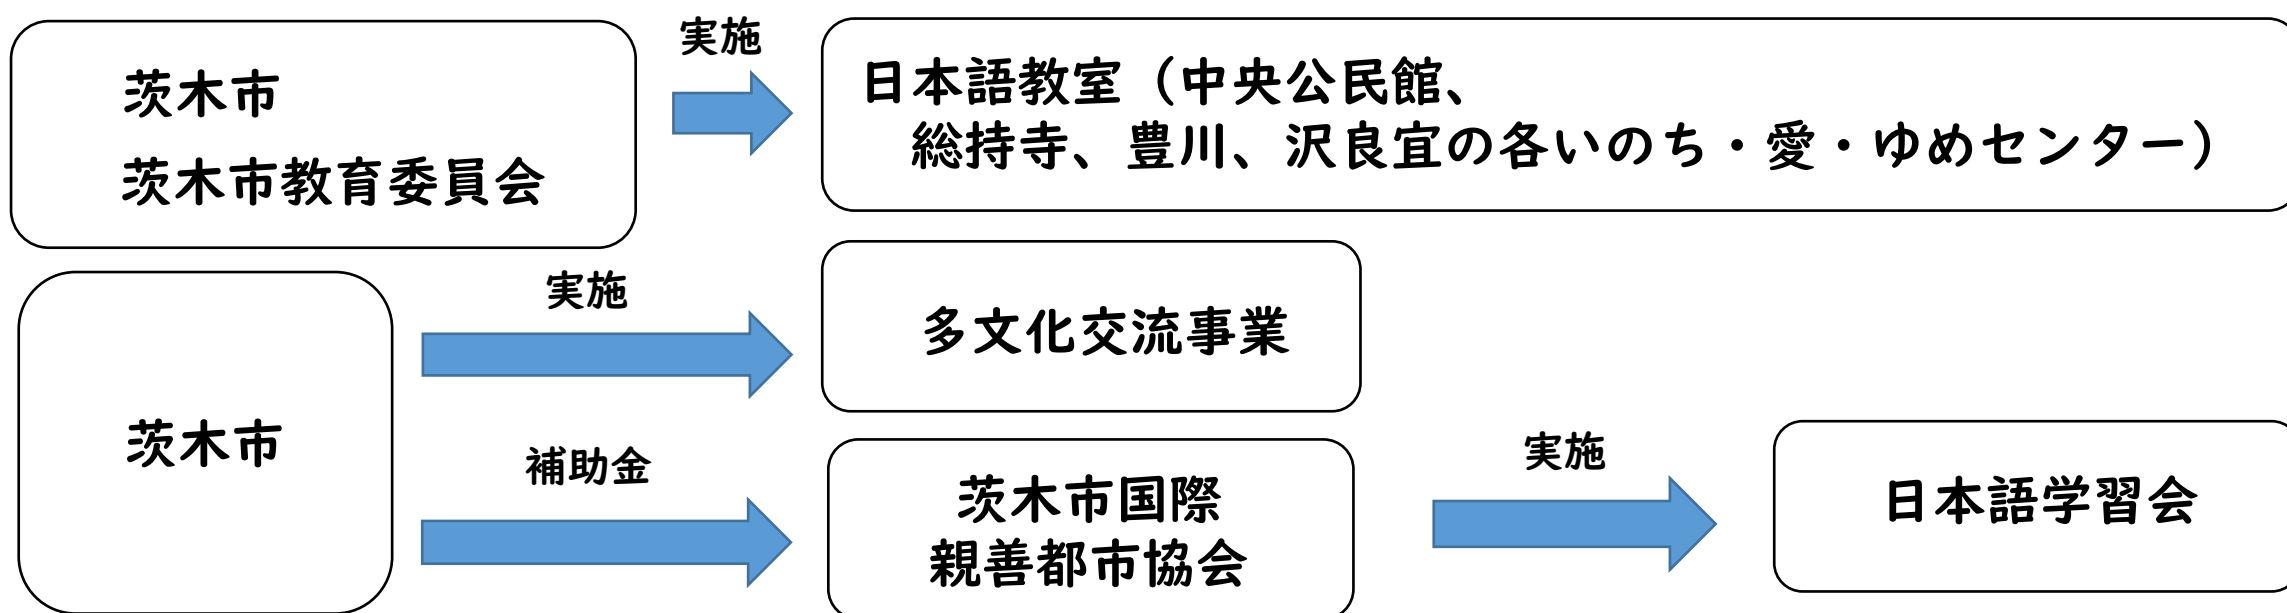 茨木市
茨木市教育委員会
実施
日本語教室（中央公民館、
総持寺、豊川、沢良宜の各いのち・愛・ゆめセンター）
茨木市
実施
多文化交流事業
補助金
茨木市国際
親善都市協会
実施
日本語学習会